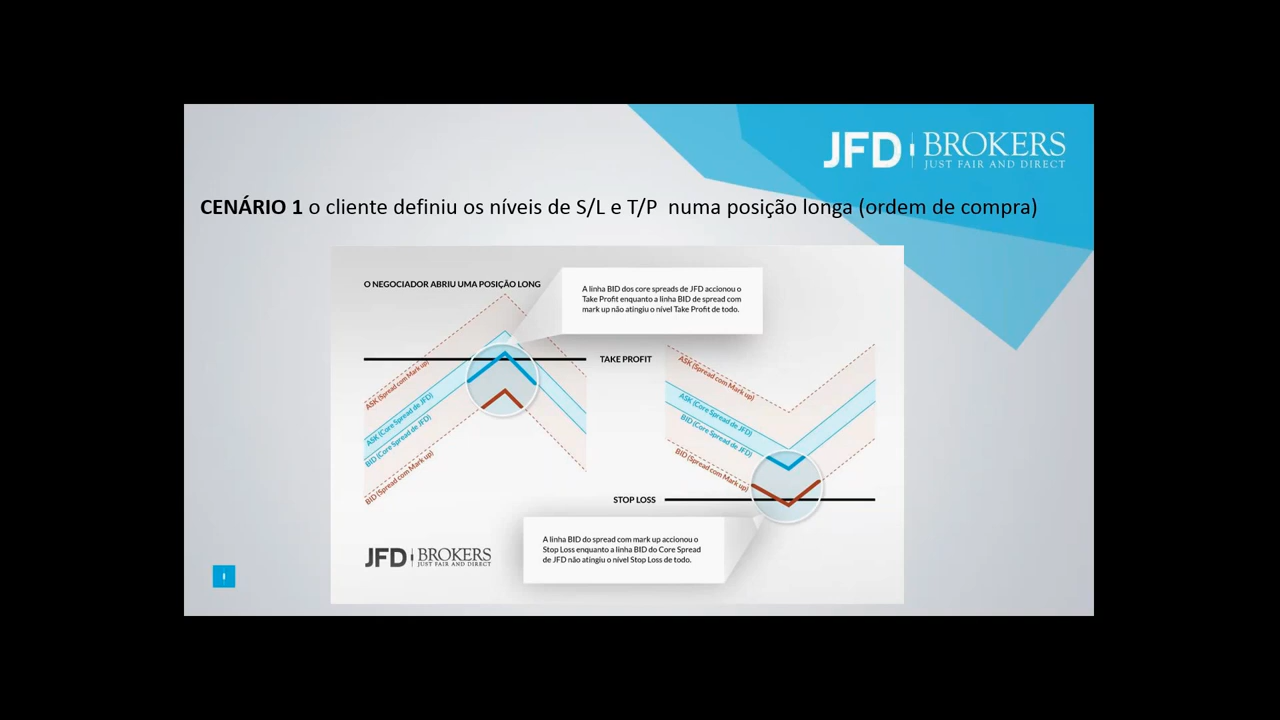 JFD BROKERS
JUST FAIR AND DIRECT
CENÁRIO 1 o cliente definiu os níveis de S/L e T/P numa posição longa (ordem de compra)
O NEGOCIADOR ABRIU UMA POSIÇÃO LONG
A linha BID dos core spreads de JFD accionou o
Take Profit enquanto a linha BID de spread com
mark up não atingiu o nível Take Profit de todo.
TAKE PROFIT
ASK (Spread com Mark up)
ASK (Core Spread de JFD)
BID (Core Spread de JFD)
BID (Spread com Mark up)
ASK (Spread com Mark up)
ASK (Core Spread de JFD)
BID (Core Spread de JFD)
BID (Spread com Mark up)
STOP LOSS
A linha BID do spread com mark up accionou o
Stop Loss enquanto a linha BID do Core Spread
de JFD não atingiu o nível Stop Loss de todo.
JFD BROKERS
JUST FAIR AND DIRECT